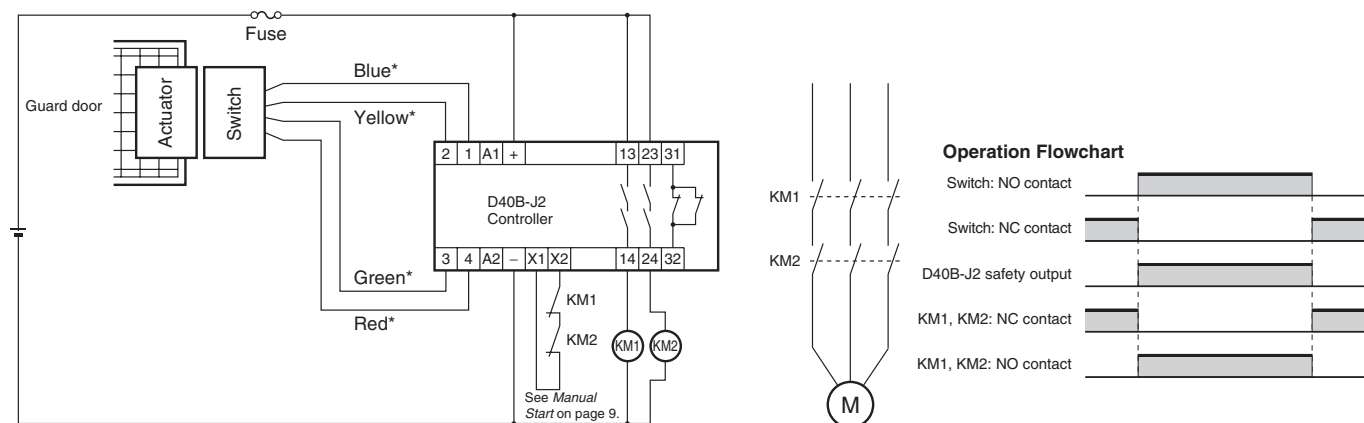 Fuse
Guard door
Actuator
Switch
Blue*
Yellow*
2 1 A1 + 13 23 31
D40B-J2
Controller
3 4 A2 − X1 X2 14 24 32
Green*
Red*
KM1
KM2
KM1 KM2
See Manual
Start on page 9.
KM1
KM2
M
Operation Flowchart
Switch: NO contact
Switch: NC contact
D40B-J2 safety output
KM1, KM2: NC contact
KM1, KM2: NO contact